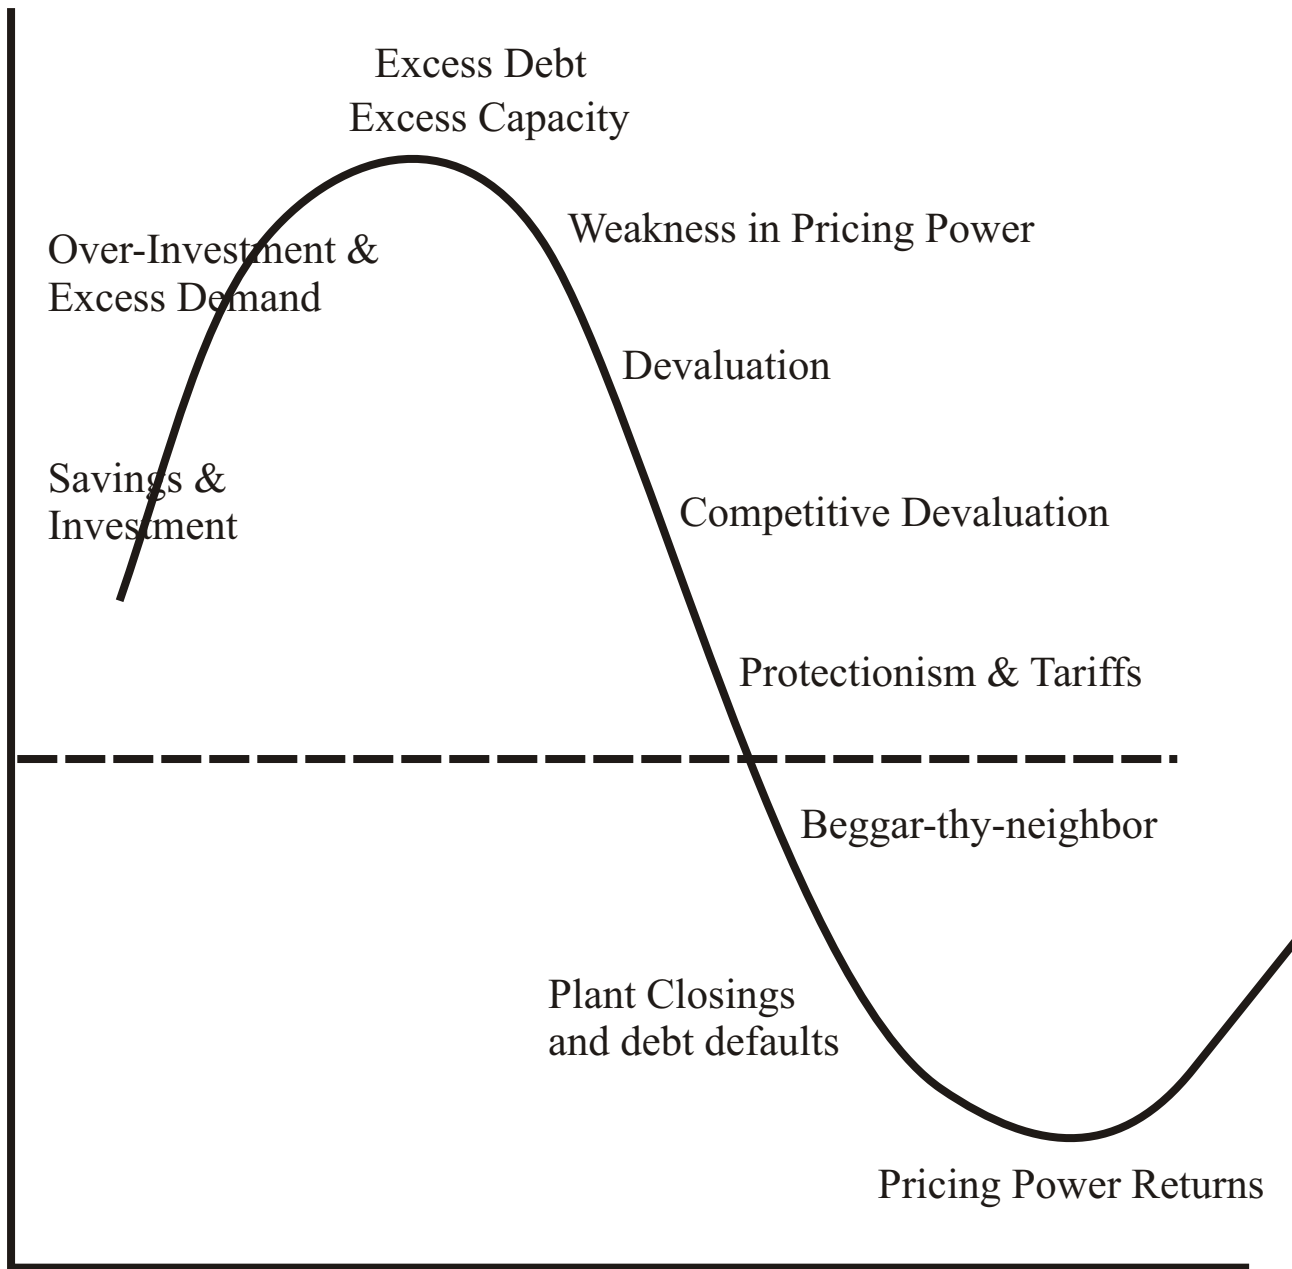 Excess Debt
Excess Capacity
Weakness in Pricing Power
Over-Investment &
Excess Demand
Devaluation
Savings &
Investment
Competitive Devaluation
Protectionism & Tariffs
Beggar-thy-neighbor
Plant Closings
and debt defaults
Pricing Power Returns